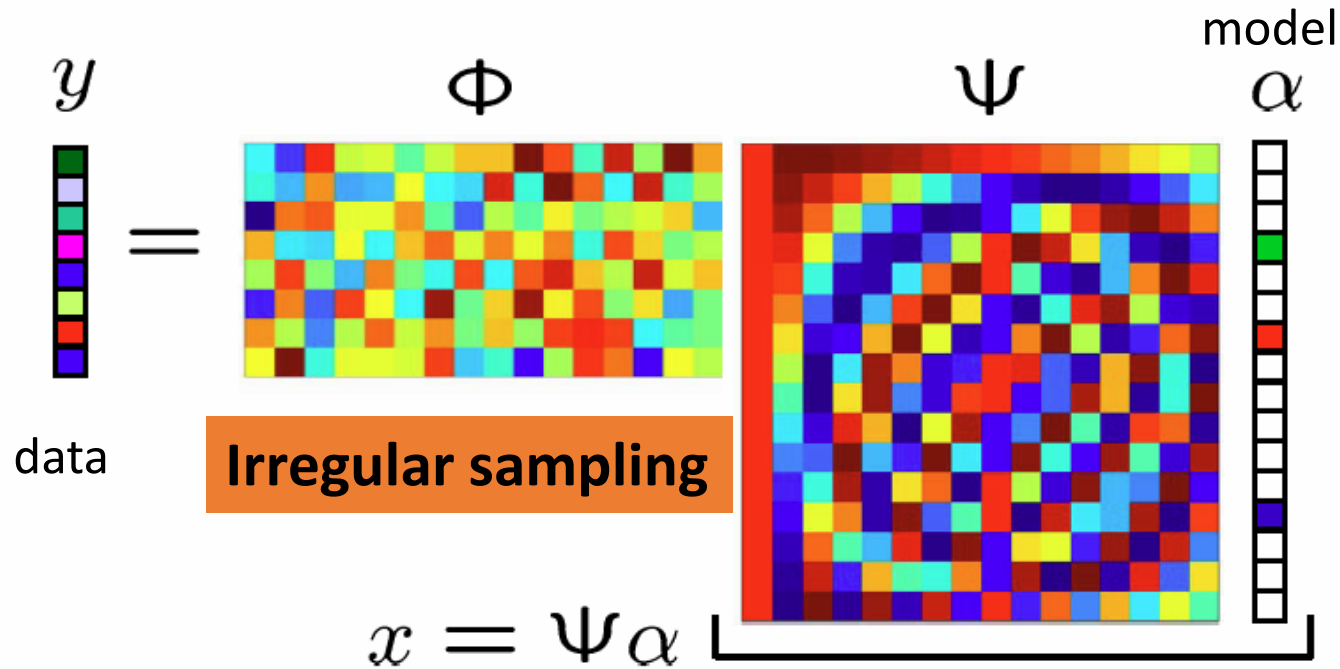 model
y = Φ Ψ α
data
Irregular sampling
x = Ψα